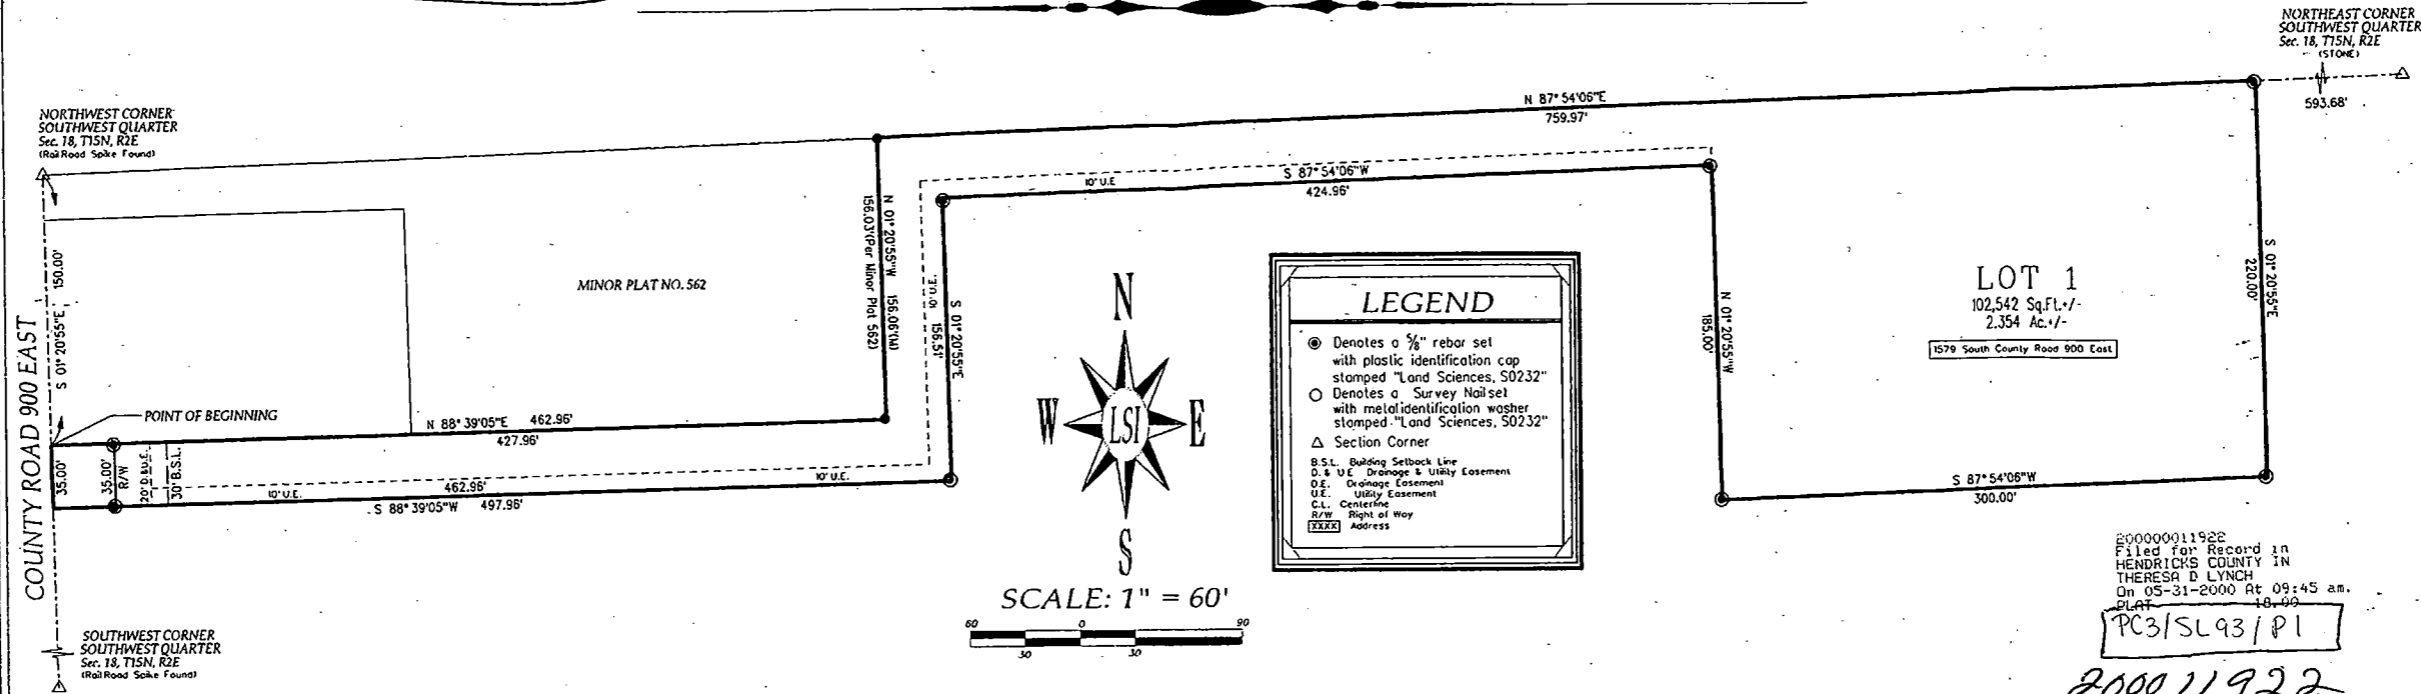 NORTHEAST CORNER
SOUTHWEST QUARTER
Sec. 18, T15N, R2E
(STONE)
593.68'
NORTHWEST CORNER
SOUTHWEST QUARTER
Sec. 18, T15N, R2E
(Rail Road Spike Found)
N 87° 54'06"E
759.97'
S 87° 54'06"W
424.96'
10' U.E
N 01° 20'55"W 156.06'(M)
156.03'(Per Minor Plat 562)
10' U.E.
S 01° 20'55"E
156.51'
MINOR PLAT NO. 562
S 01° 20'55"E 150.00'
COUNTY ROAD 900 EAST
POINT OF BEGINNING
N 88° 39'05"E 462.96'
427.96'
35.00'
35.00'
R/W
20' D.&U.E.
30' B.S.L.
10' U.E.
462.96'
10' U.E.
S 88° 39'05"W 497.96'
SOUTHWEST CORNER
SOUTHWEST QUARTER
Sec. 18, T15N, R2E
(Rail Road Spike Found)
N
W
LSI
E
S
SCALE: 1" = 60'
60
0
90
30
30
LEGEND
Denotes a 5/8" rebar set
with plastic identification cap
stamped "Land Sciences, S0232"
Denotes a Survey Nail set
with metal identification washer
stamped "Land Sciences, S0232"
Section Corner
B.S.L. Building Setback Line
D. & U E Drainage & Utility Easement
D.E. Drainage Easement
U.E. Utility Easement
C.L. Centerline
R/W Right of Way
XXXX Address
N 01° 20'55"W
185.00'
LOT 1
102,542 Sq.Ft.+/-
2.354 Ac.+/-
1579 South County Road 900 East
S 01° 20'55"E
220.00'
S 87° 54'06"W
300.00'
200000011922
Filed for Record in
HENDRICKS COUNTY IN
THERESA D LYNCH
On 05-31-2000 At 09:45 am.
PLAT 18.00
PC3/SL93/P1
200011922